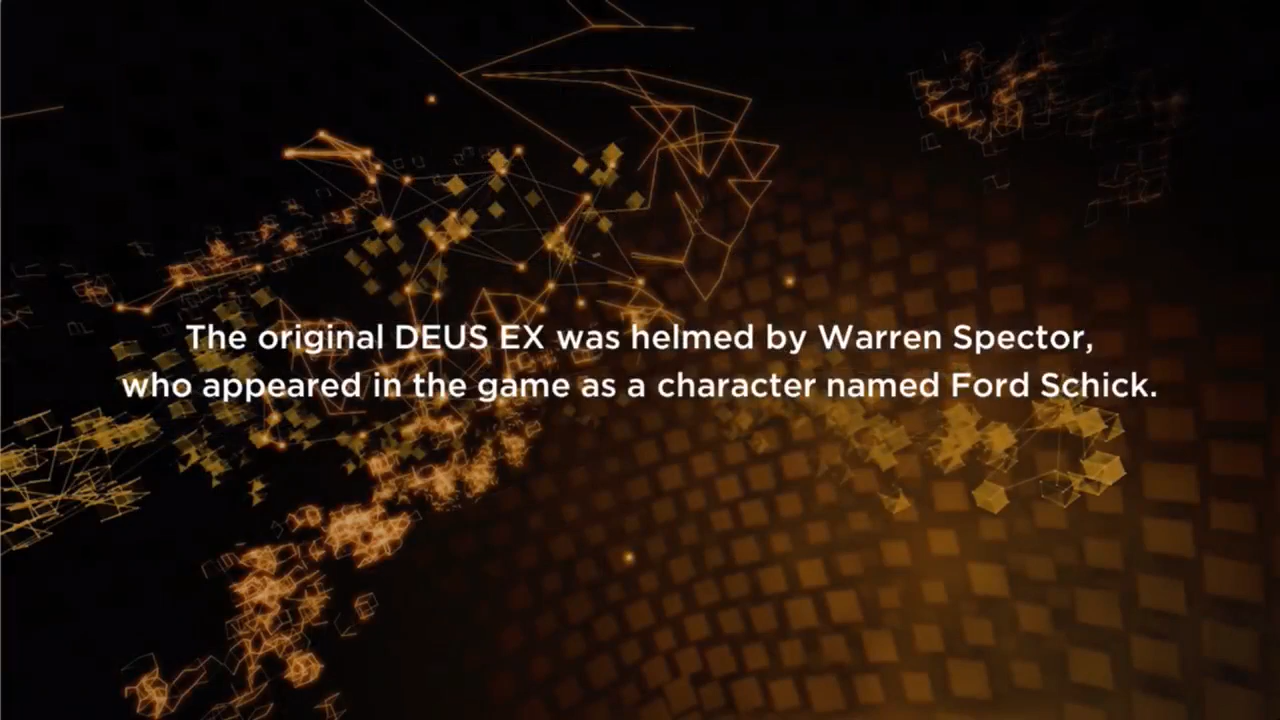 The original DEUS EX was helmed by Warren Spector,
who appeared in the game as a character named Ford Schick.